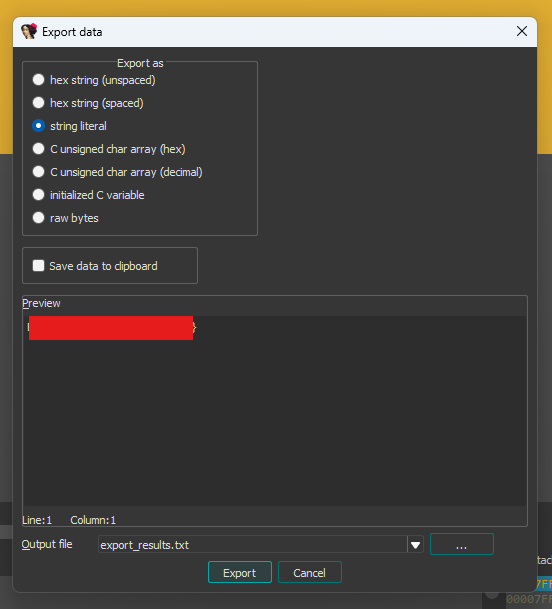 Export data
Export as
hex string (unspaced)
hex string (spaced)
string literal
C unsigned char array (hex)
C unsigned char array (decimal)
initialized C variable
raw bytes
Save data to clipboard
Preview
}
Line:1 Column:1
Output file export_results.txt ...
Export Cancel
tac
7FF
00007FF